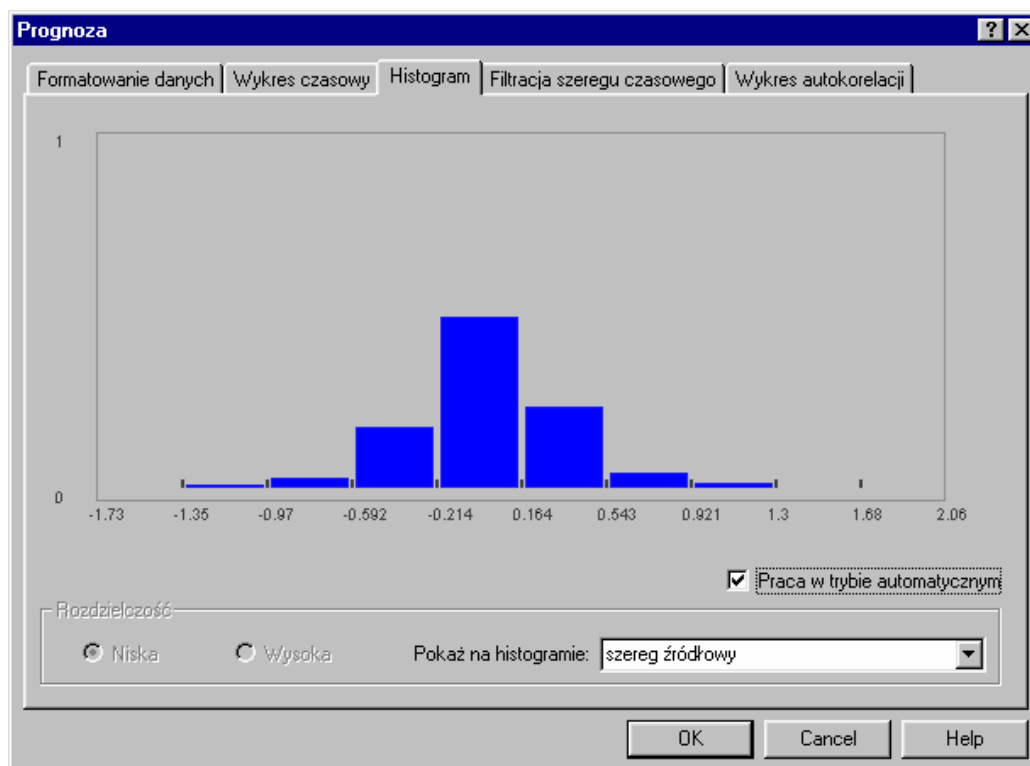 Prognoza
Formatowanie danych Wykres czasowy Histogram Filtracja szeregu czasowego Wykres autokorelacji
1
0
-1.73 -1.35 -0.97 -0.592 -0.214 0.164 0.543 0.921 1.3 1.68 2.06
Praca w trybie automatycznym
Rozdzielczość
Niska Wysoka Pokaż na histogramie: szereg źródłowy
OK Cancel Help